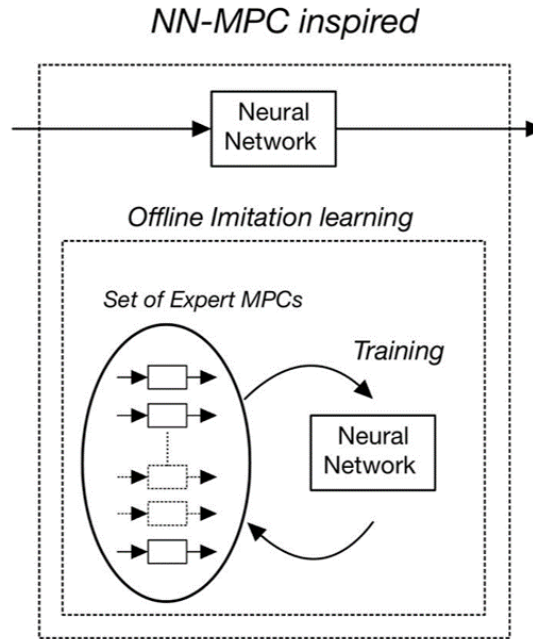 NN-MPC inspired
Neural
Network
Offline Imitation learning
Set of Expert MPCs
Training
Neural
Network